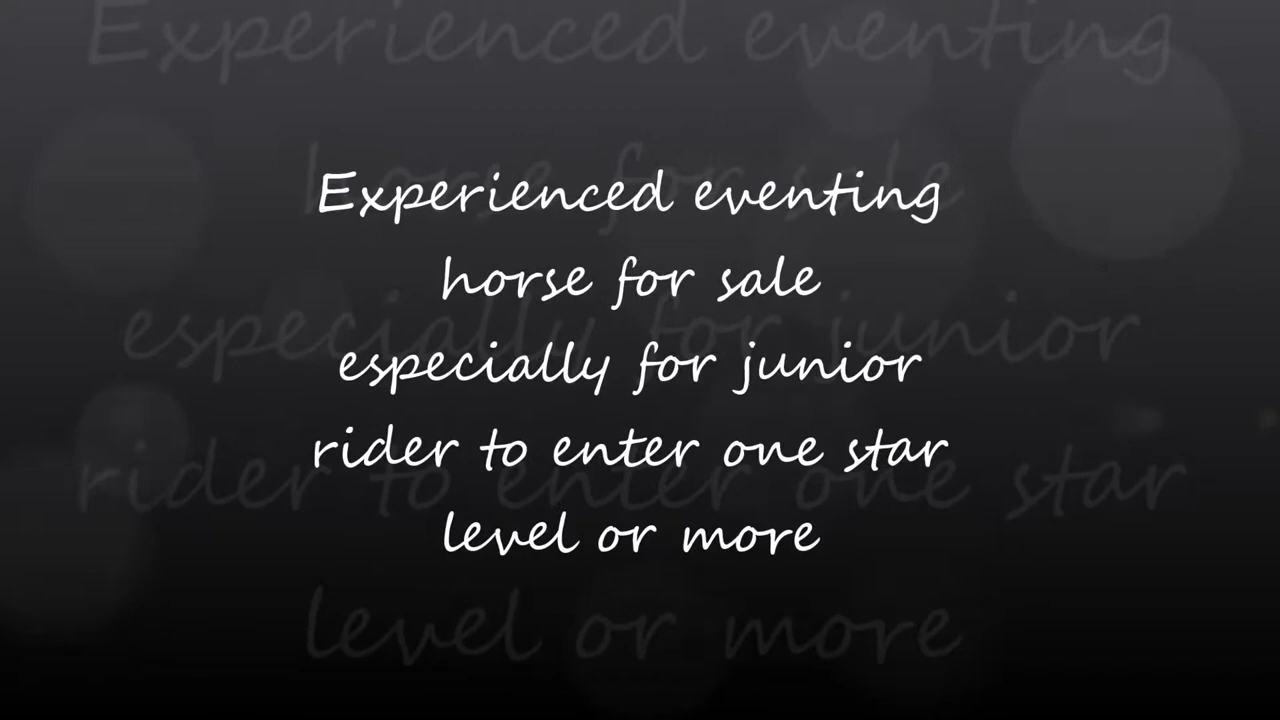 Experienced eventing
horse for sale
especially for junior
rider to enter one star
level or more